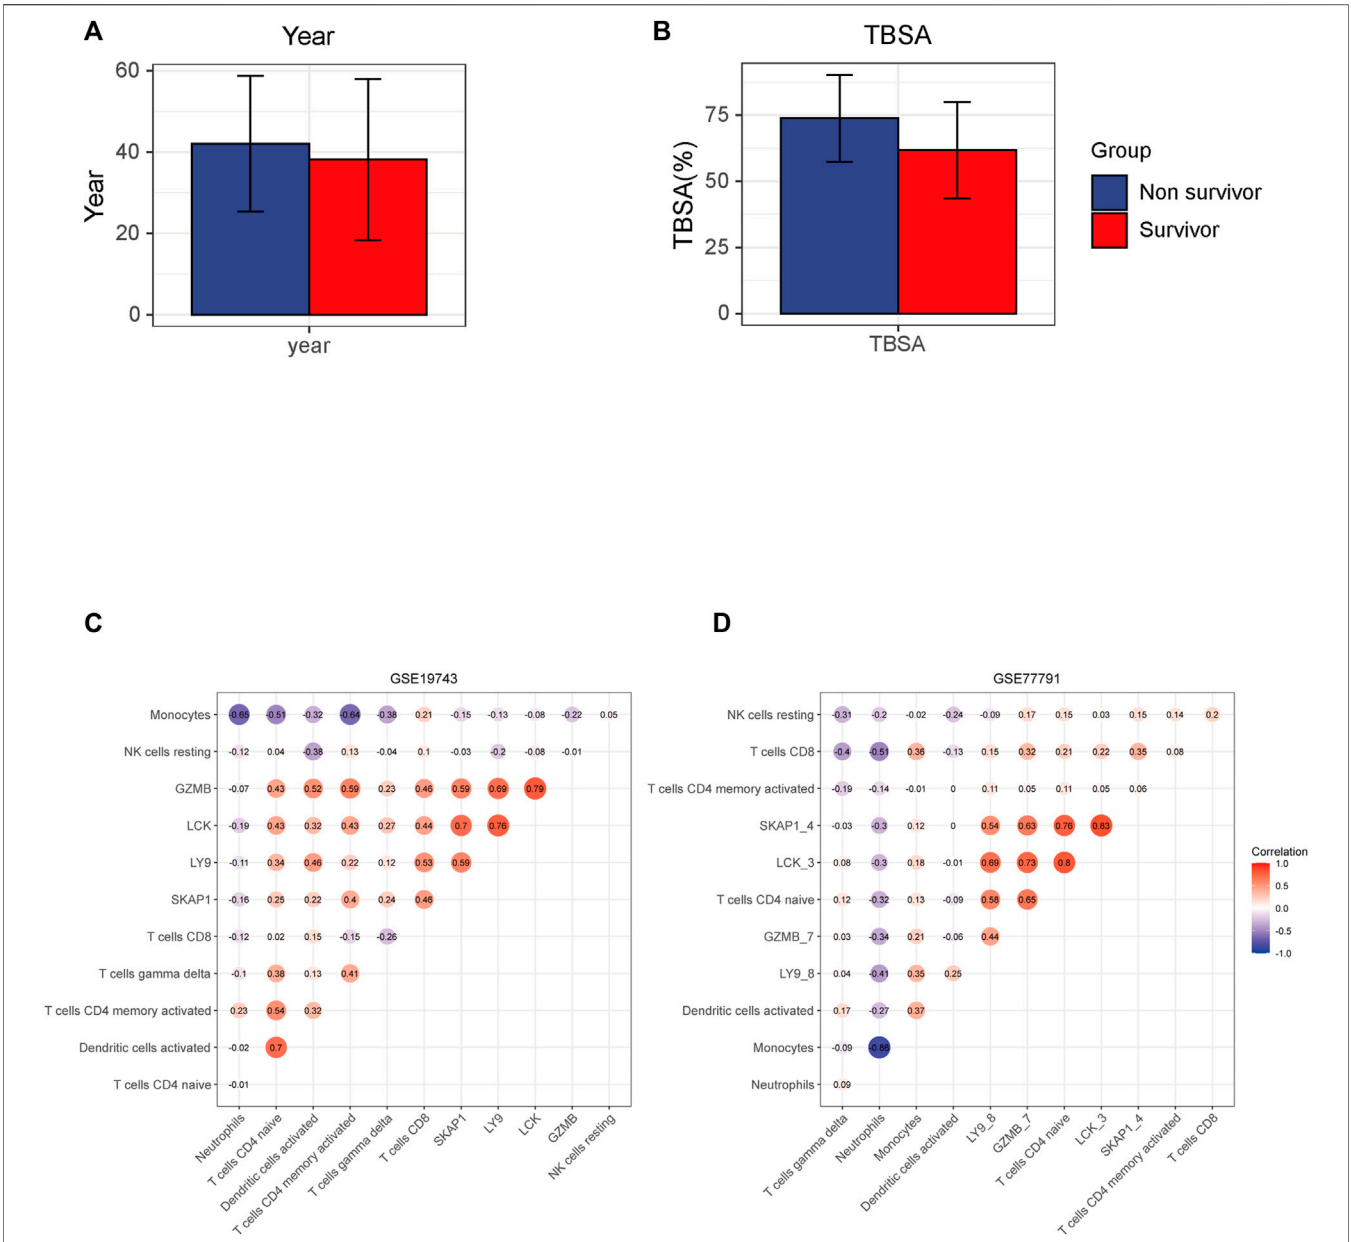 A
Year
Year
60
40
20
0
year
B
TBSA
TBSA(%)
75
50
25
0
TBSA
Group
Non survivor
Survivor
C
GSE19743
Monocytes -0.65 -0.51 -0.32 -0.64 -0.38 0.21 -0.15 -0.13 -0.08 -0.22 0.05
NK cells resting -0.12 0.04 -0.38 0.13 -0.04 0.1 -0.03 -0.2 -0.08 -0.01
GZMB -0.07 0.43 0.52 0.59 0.23 0.46 0.59 0.69 0.79
LCK -0.19 0.43 0.32 0.43 0.27 0.44 0.7 0.76
LY9 -0.11 0.34 0.46 0.22 0.12 0.53 0.59
SKAP1 -0.16 0.25 0.22 0.4 0.24 0.46
T cells CD8 -0.12 0.02 0.15 -0.15 -0.26
T cells gamma delta -0.1 0.38 0.13 0.41
T cells CD4 memory activated 0.23 0.54 0.32
Dendritic cells activated -0.02 0.7
T cells CD4 naive -0.01
Neutrophils
T cells CD4 naive
Dendritic cells activated
T cells CD4 memory activated
T cells gamma delta
T cells CD8
SKAP1
LY9
LCK
GZMB
NK cells resting
D
GSE77791
NK cells resting -0.31 -0.2 -0.02 -0.24 -0.09 0.17 0.15 0.03 0.15 0.14 0.2
T cells CD8 -0.4 -0.51 0.36 -0.13 0.15 0.32 0.21 0.22 0.35 0.08
T cells CD4 memory activated -0.19 -0.14 -0.01 0 0.11 0.05 0.11 0.05 0.06
SKAP1_4 -0.03 -0.3 0.12 0 0.54 0.63 0.76 0.83
LCK_3 0.08 -0.3 0.18 -0.01 0.69 0.73 0.8
T cells CD4 naive 0.12 -0.32 0.13 -0.09 0.58 0.65
GZMB_7 0.03 -0.34 0.21 -0.06 0.44
LY9_8 0.04 -0.41 0.35 0.25
Dendritic cells activated 0.17 -0.27 0.37
Monocytes -0.09 -0.86
Neutrophils 0.09
T cells gamma delta
Neutrophils
Monocytes
Dendritic cells activated
LY9_8
GZMB_7
T cells CD4 naive
LCK_3
SKAP1_4
T cells CD4 memory activated
T cells CD8
Correlation
1.0
0.5
0.0
-0.5
-1.0